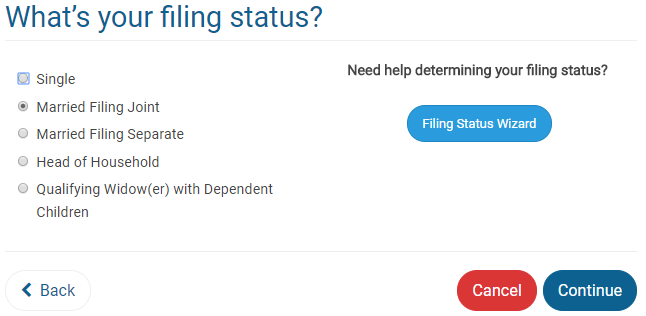 What's your filing status?
Single
Need help determining your filing status?
Married Filing Joint
Filing Status Wizard
Married Filing Separate
Head of Household
Qualifying Widow(er) with Dependent
Children
Back
Cancel
Continue